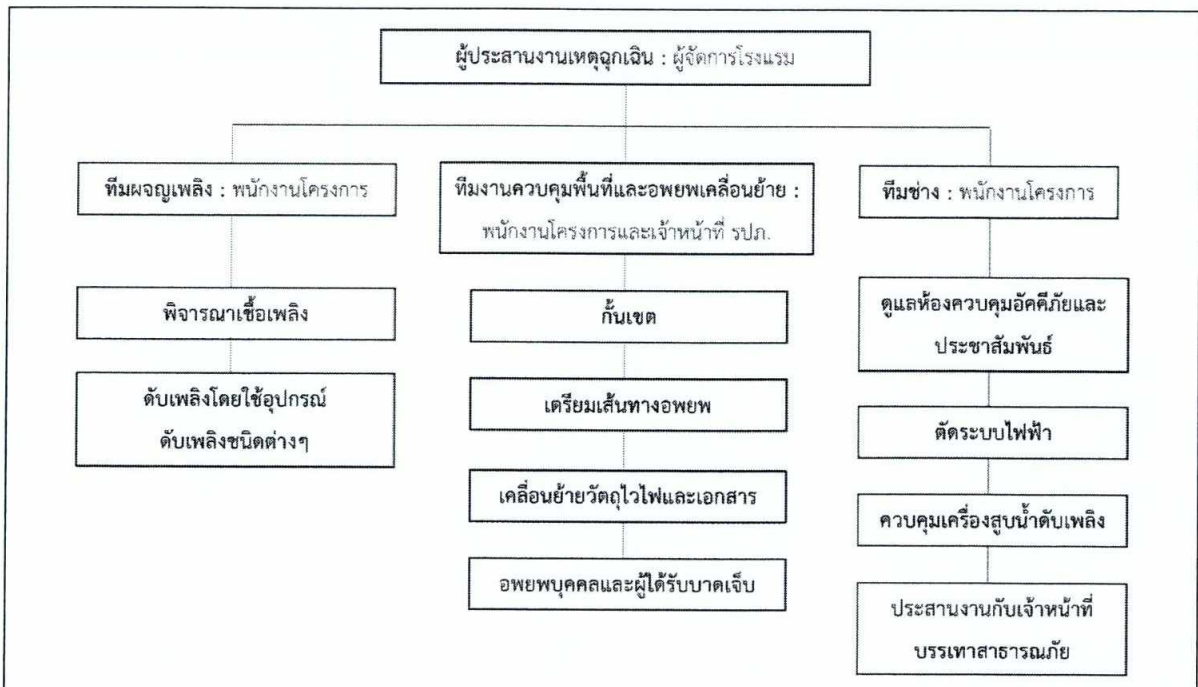 ผู้ประสานงานเหตุฉุกเฉิน : ผู้จัดการโรงแรม
ทีมผจญเพลิง : พนักงานโครงการ
พิจารณาเชื้อเพลิง
ดับเพลิงโดยใช้อุปกรณ์
ดับเพลิงชนิดต่างๆ
ทีมงานควบคุมพื้นที่และอพยพเคลื่อนย้าย :
พนักงานโครงการและเจ้าหน้าที่ รปภ.
กั้นเขต
เตรียมเส้นทางอพยพ
เคลื่อนย้ายวัตถุไวไฟและเอกสาร
อพยพบุคคลและผู้ได้รับบาดเจ็บ
ทีมช่าง : พนักงานโครงการ
ดูแลห้องควบคุมอัคคีภัยและ
ประชาสัมพันธ์
ตัดระบบไฟฟ้า
ควบคุมเครื่องสูบน้ำดับเพลิง
ประสานงานกับเจ้าหน้าที่
บรรเทาสาธารณภัย